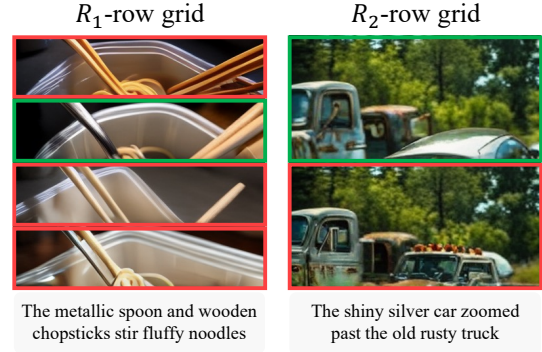 R₁-row grid
R₂-row grid
The metallic spoon and wooden
chopsticks stir fluffy noodles
The shiny silver car zoomed
past the old rusty truck